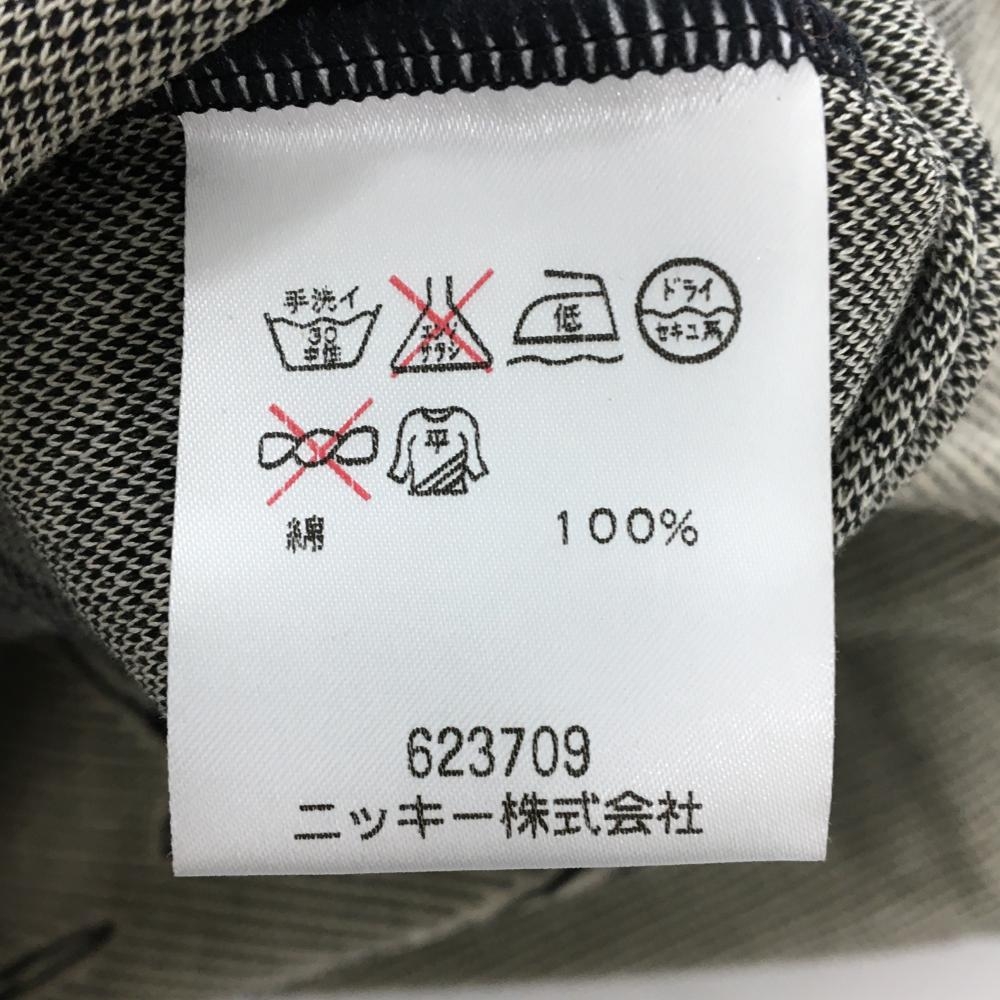 手洗イ
30
中性
エンソ
サラシ
低
ドライ
セキユ系
平
綿 100%
623709
ニッキー株式会社